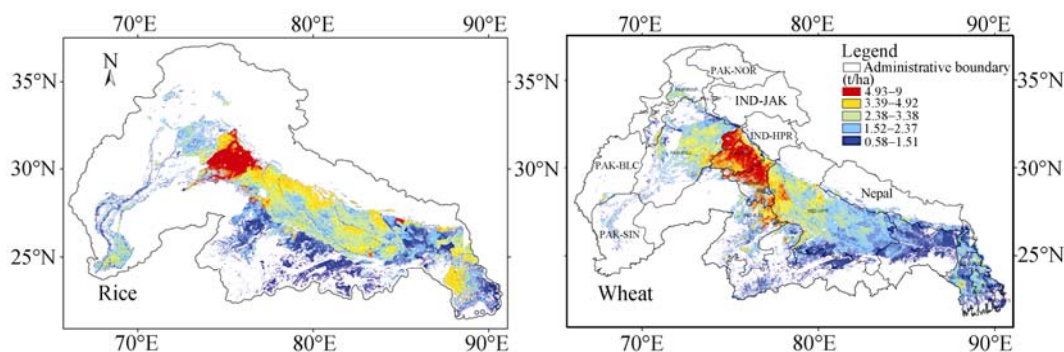 70°E 80°E 90°E
70°E 80°E 90°E
35°N
30°N
25°N
N
Rice
70°E 80°E 90°E
35°N
30°N
25°N
35°N
30°N
25°N
PAK-NOR
IND-JAK
IND-HPR
PAK-BLC
PAK-SIN
Nepal
Wheat
Legend
Administrative boundary
(t/ha)
4.93−9
3.39−4.92
2.38−3.38
1.52−2.37
0.58−1.51
70°E 80°E 90°E